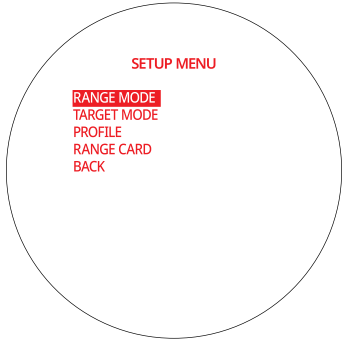 SETUP MENU
RANGE MODE
TARGET MODE
PROFILE
RANGE CARD
BACK